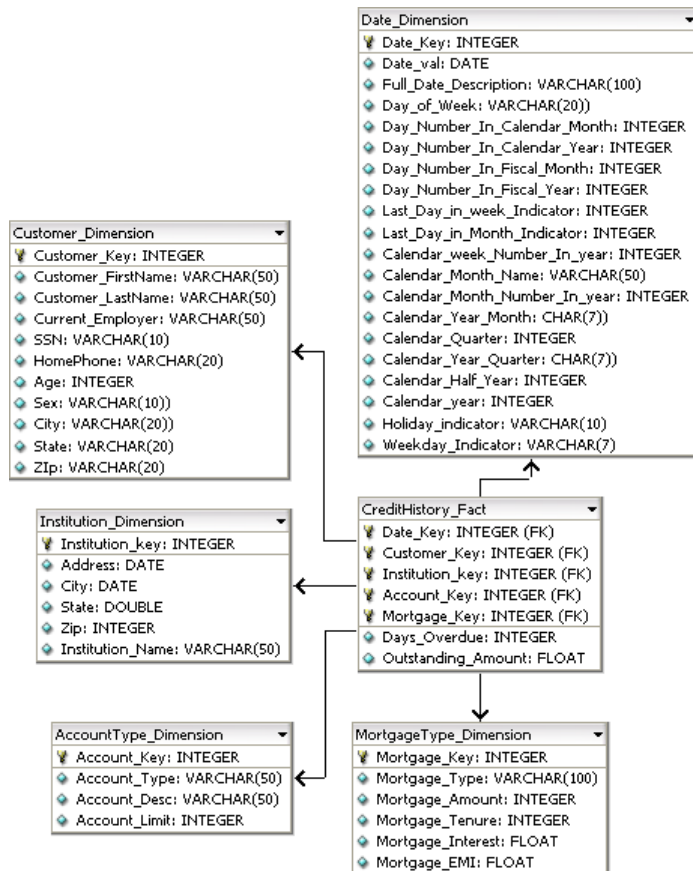 Date_Dimension
Date_Key: INTEGER
Date_val: DATE
Full_Date_Description: VARCHAR(100)
Day_of_Week: VARCHAR(20))
Day_Number_In_Calendar_Month: INTEGER
Day_Number_In_Calendar_Year: INTEGER
Day_Number_In_Fiscal_Month: INTEGER
Day_Number_In_Fiscal_Year: INTEGER
Last_Day_in_week_Indicator: INTEGER
Last_Day_in_Month_Indicator: INTEGER
Calendar_week_Number_In_year: INTEGER
Calendar_Month_Name: VARCHAR(50)
Calendar_Month_Number_In_year: INTEGER
Calendar_Year_Month: CHAR(7))
Calendar_Quarter: INTEGER
Calendar_Year_Quarter: CHAR(7))
Calendar_Half_Year: INTEGER
Calendar_year: INTEGER
Holiday_indicator: VARCHAR(10)
Weekday_Indicator: VARCHAR(7)
Customer_Dimension
Customer_Key: INTEGER
Customer_FirstName: VARCHAR(50)
Customer_LastName: VARCHAR(50)
Current_Employer: VARCHAR(50)
SSN: VARCHAR(10)
HomePhone: VARCHAR(20)
Age: INTEGER
Sex: VARCHAR(10))
City: VARCHAR(20))
State: VARCHAR(20)
ZIp: VARCHAR(20)
Institution_Dimension
Institution_key: INTEGER
Address: DATE
City: DATE
State: DOUBLE
Zip: INTEGER
Institution_Name: VARCHAR(50)
CreditHistory_Fact
Date_Key: INTEGER (FK)
Customer_Key: INTEGER (FK)
Institution_key: INTEGER (FK)
Account_Key: INTEGER (FK)
Mortgage_Key: INTEGER (FK)
Days_Overdue: INTEGER
Outstanding_Amount: FLOAT
AccountType_Dimension
Account_Key: INTEGER
Account_Type: VARCHAR(50)
Account_Desc: VARCHAR(50)
Account_Limit: INTEGER
MortgageType_Dimension
Mortgage_Key: INTEGER
Mortgage_Type: VARCHAR(100)
Mortgage_Amount: INTEGER
Mortgage_Tenure: INTEGER
Mortgage_Interest: FLOAT
Mortgage_EMI: FLOAT